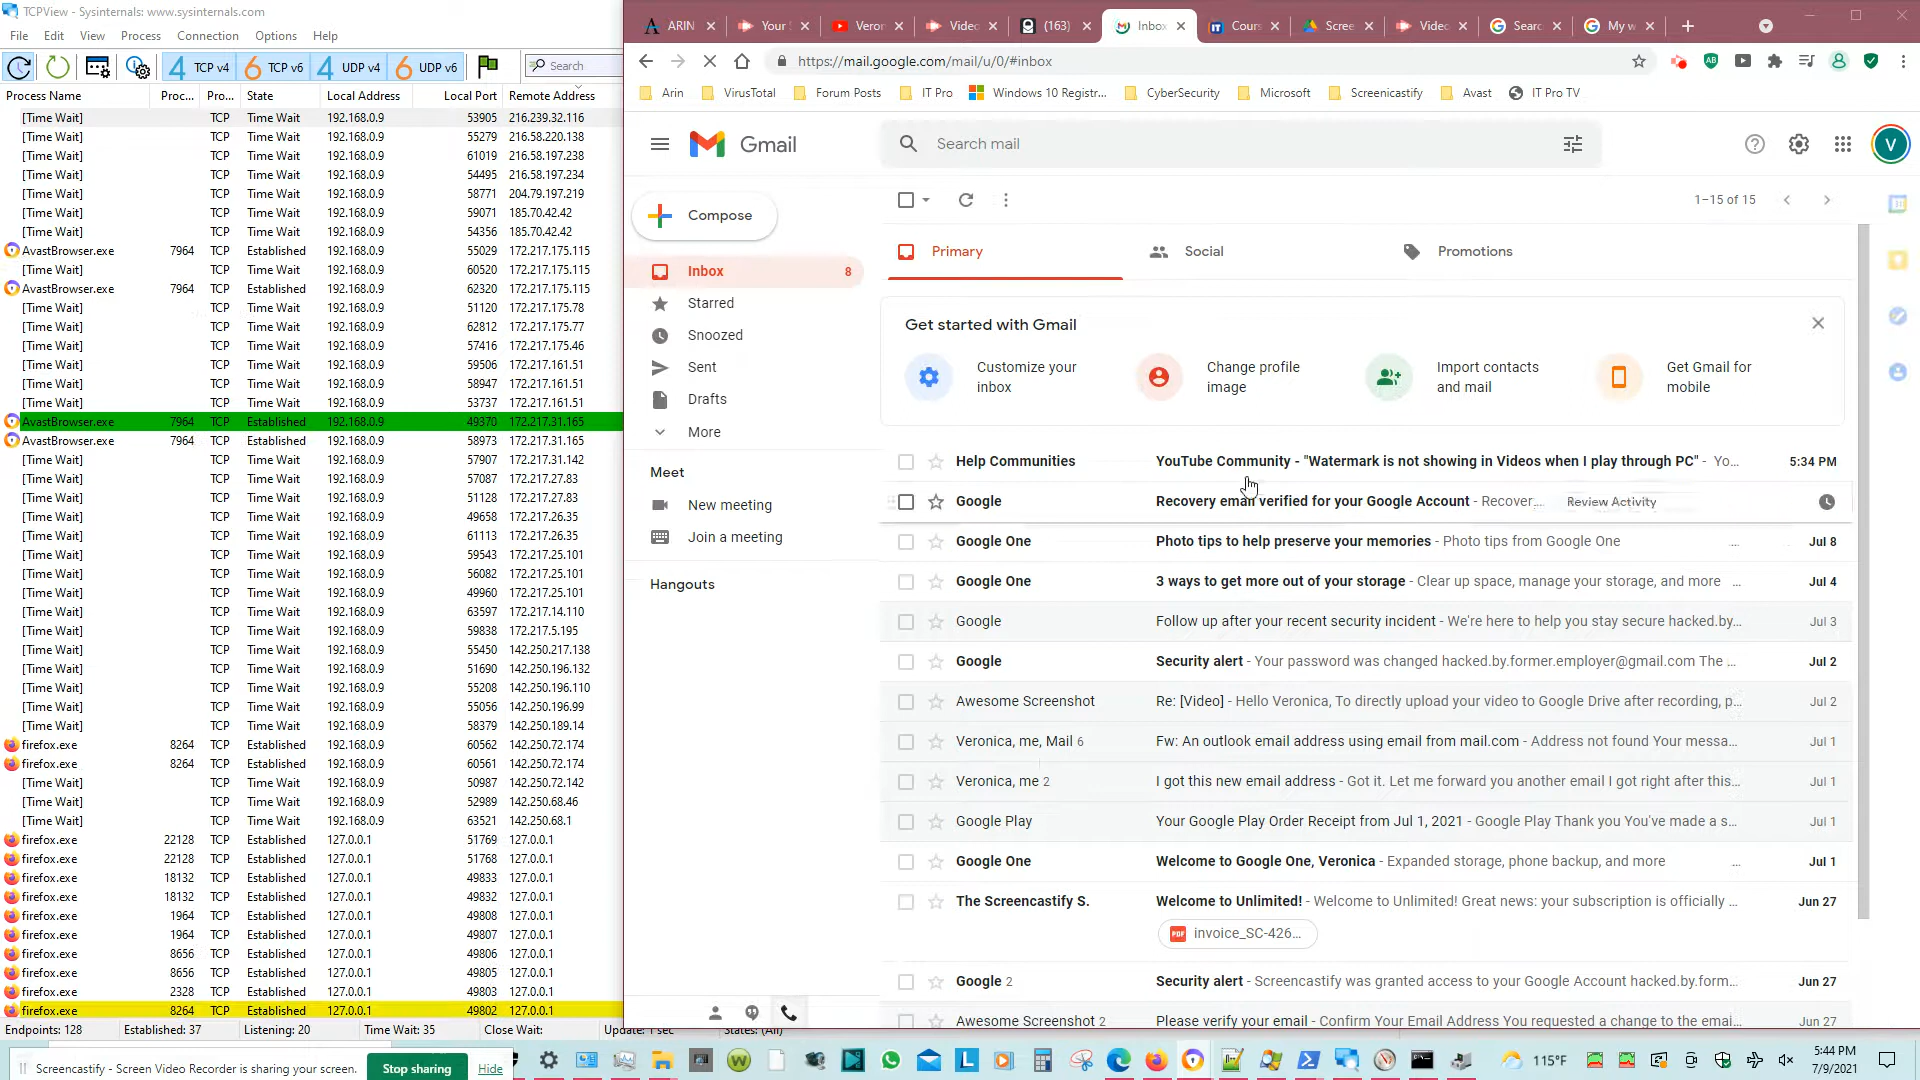 TCPView - Sysinternals: www.sysinternals.com
File Edit View Process Connection Options Help
4 TCP v4 6 TCP v6 4 UDP v4 6 UDP v6 Search
Process Name Proc... Pro... State Local Address Local Port Remote Address
[Time Wait] TCP Time Wait 192.168.0.9 53905 216.239.32.116
[Time Wait] TCP Time Wait 192.168.0.9 55279 216.58.220.138
[Time Wait] TCP Time Wait 192.168.0.9 61019 216.58.197.238
[Time Wait] TCP Time Wait 192.168.0.9 54495 216.58.197.234
[Time Wait] TCP Time Wait 192.168.0.9 58771 204.79.197.219
[Time Wait] TCP Time Wait 192.168.0.9 59071 185.70.42.42
[Time Wait] TCP Time Wait 192.168.0.9 54356 185.70.42.42
AvastBrowser.exe 7964 TCP Established 192.168.0.9 55029 172.217.175.115
[Time Wait] TCP Time Wait 192.168.0.9 60520 172.217.175.115
AvastBrowser.exe 7964 TCP Established 192.168.0.9 62320 172.217.175.115
[Time Wait] TCP Time Wait 192.168.0.9 51120 172.217.175.78
[Time Wait] TCP Time Wait 192.168.0.9 62812 172.217.175.77
[Time Wait] TCP Time Wait 192.168.0.9 57416 172.217.175.46
[Time Wait] TCP Time Wait 192.168.0.9 59506 172.217.161.51
[Time Wait] TCP Time Wait 192.168.0.9 58947 172.217.161.51
[Time Wait] TCP Time Wait 192.168.0.9 53737 172.217.161.51
AvastBrowser.exe 7964 TCP Established 192.168.0.9 49370 172.217.31.165
AvastBrowser.exe 7964 TCP Established 192.168.0.9 58973 172.217.31.165
[Time Wait] TCP Time Wait 192.168.0.9 57907 172.217.31.142
[Time Wait] TCP Time Wait 192.168.0.9 57087 172.217.27.83
[Time Wait] TCP Time Wait 192.168.0.9 51128 172.217.27.83
[Time Wait] TCP Time Wait 192.168.0.9 49658 172.217.26.35
[Time Wait] TCP Time Wait 192.168.0.9 61113 172.217.26.35
[Time Wait] TCP Time Wait 192.168.0.9 59543 172.217.25.101
[Time Wait] TCP Time Wait 192.168.0.9 56082 172.217.25.101
[Time Wait] TCP Time Wait 192.168.0.9 49960 172.217.25.101
[Time Wait] TCP Time Wait 192.168.0.9 63597 172.217.14.110
[Time Wait] TCP Time Wait 192.168.0.9 59838 172.217.5.195
[Time Wait] TCP Time Wait 192.168.0.9 55450 142.250.217.138
[Time Wait] TCP Time Wait 192.168.0.9 51690 142.250.196.132
[Time Wait] TCP Time Wait 192.168.0.9 55208 142.250.196.110
[Time Wait] TCP Time Wait 192.168.0.9 55056 142.250.196.99
[Time Wait] TCP Time Wait 192.168.0.9 58379 142.250.189.14
firefox.exe 8264 TCP Established 192.168.0.9 60562 142.250.72.174
firefox.exe 8264 TCP Established 192.168.0.9 60561 142.250.72.174
[Time Wait] TCP Time Wait 192.168.0.9 50987 142.250.72.142
[Time Wait] TCP Time Wait 192.168.0.9 52989 142.250.68.46
[Time Wait] TCP Time Wait 192.168.0.9 63521 142.250.68.1
firefox.exe 22128 TCP Established 127.0.0.1 51769 127.0.0.1
firefox.exe 22128 TCP Established 127.0.0.1 51768 127.0.0.1
firefox.exe 18132 TCP Established 127.0.0.1 49833 127.0.0.1
firefox.exe 18132 TCP Established 127.0.0.1 49832 127.0.0.1
firefox.exe 1964 TCP Established 127.0.0.1 49808 127.0.0.1
firefox.exe 1964 TCP Established 127.0.0.1 49807 127.0.0.1
firefox.exe 8656 TCP Established 127.0.0.1 49806 127.0.0.1
firefox.exe 8656 TCP Established 127.0.0.1 49805 127.0.0.1
firefox.exe 2328 TCP Established 127.0.0.1 49803 127.0.0.1
firefox.exe 8264 TCP Established 127.0.0.1 49802 127.0.0.1
Endpoints: 128 Established: 37 Listening: 20 Time Wait: 35 Close Wait: Update: 1 sec States: (All)
ARIN Your Veron Video (163) Inbox Cours Scree Video Searc My w
https://mail.google.com/mail/u/0/#inbox
Arin VirusTotal Forum Posts IT Pro Windows 10 Registr... CyberSecurity Microsoft Screenicastify Avast IT Pro TV
Gmail Search mail V
Compose
Inbox 8
Starred
Snoozed
Sent
Drafts
More
Meet
New meeting
Join a meeting
Hangouts
1–15 of 15
Primary Social Promotions
Get started with Gmail
Customize your inbox
Change profile image
Import contacts and mail
Get Gmail for mobile
Help Communities YouTube Community - "Watermark is not showing in Videos when I play through PC" - Yo... 5:34 PM
Google Recovery email verified for your Google Account - Recover... Review Activity
Google One Photo tips to help preserve your memories - Photo tips from Google One ... Jul 8
Google One 3 ways to get more out of your storage - Clear up space, manage your storage, and more ... Jul 4
Google Follow up after your recent security incident - We're here to help you stay secure hacked.by... Jul 3
Google Security alert - Your password was changed hacked.by.former.employer@gmail.com The ... Jul 2
Awesome Screenshot Re: [Video] - Hello Veronica, To directly upload your video to Google Drive after recording, p... Jul 2
Veronica, me, Mail 6 Fw: An outlook email address using email from mail.com - Address not found Your messa... Jul 1
Veronica, me 2 I got this new email address - Got it. Let me forward you another email I got right after this... Jul 1
Google Play Your Google Play Order Receipt from Jul 1, 2021 - Google Play Thank you You've made a s... Jul 1
Google One Welcome to Google One, Veronica - Expanded storage, phone backup, and more ... Jul 1
The Screencastify S. Welcome to Unlimited! - Welcome to Unlimited! Great news: your subscription is officially ... Jun 27
PDF invoice_SC-426...
Google 2 Security alert - Screencastify was granted access to your Google Account hacked.by.form... Jun 27
Awesome Screenshot 2 Please verify your email - Confirm Your Email Address You requested a change to the emai... Jun 27
Screencastify - Screen Video Recorder is sharing your screen. Stop sharing Hide
115°F
5:44 PM
7/9/2021